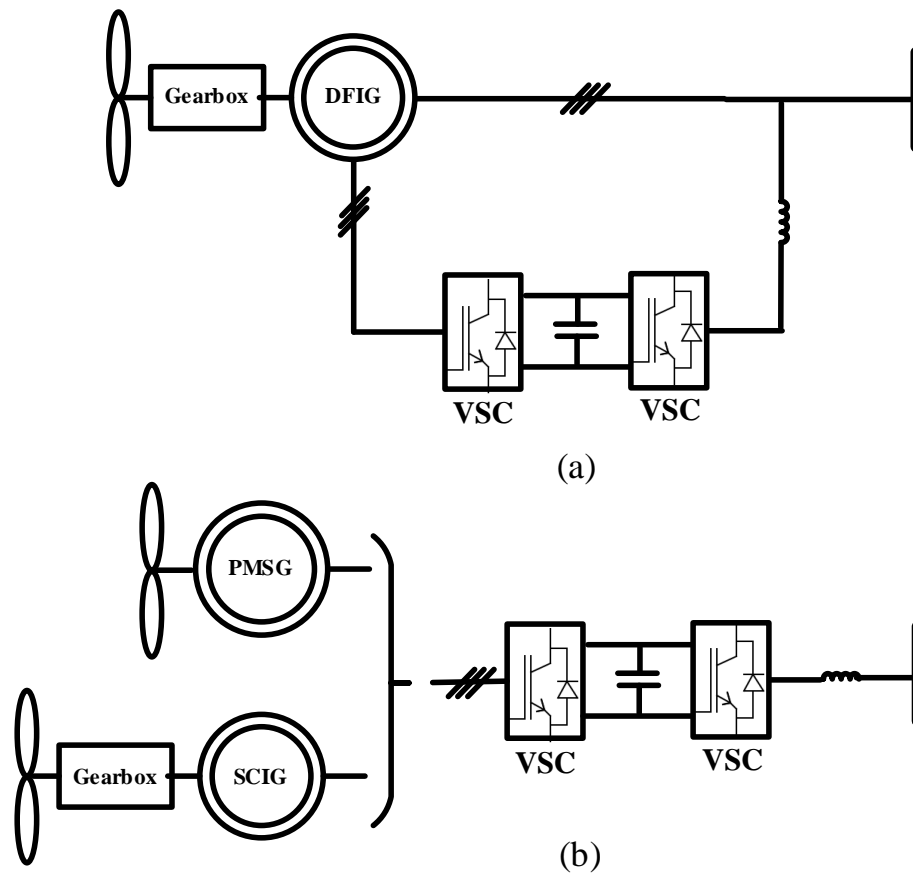 Gearbox
DFIG
VSC
VSC
(a)
PMSG
VSC
VSC
Gearbox
SCIG
(b)